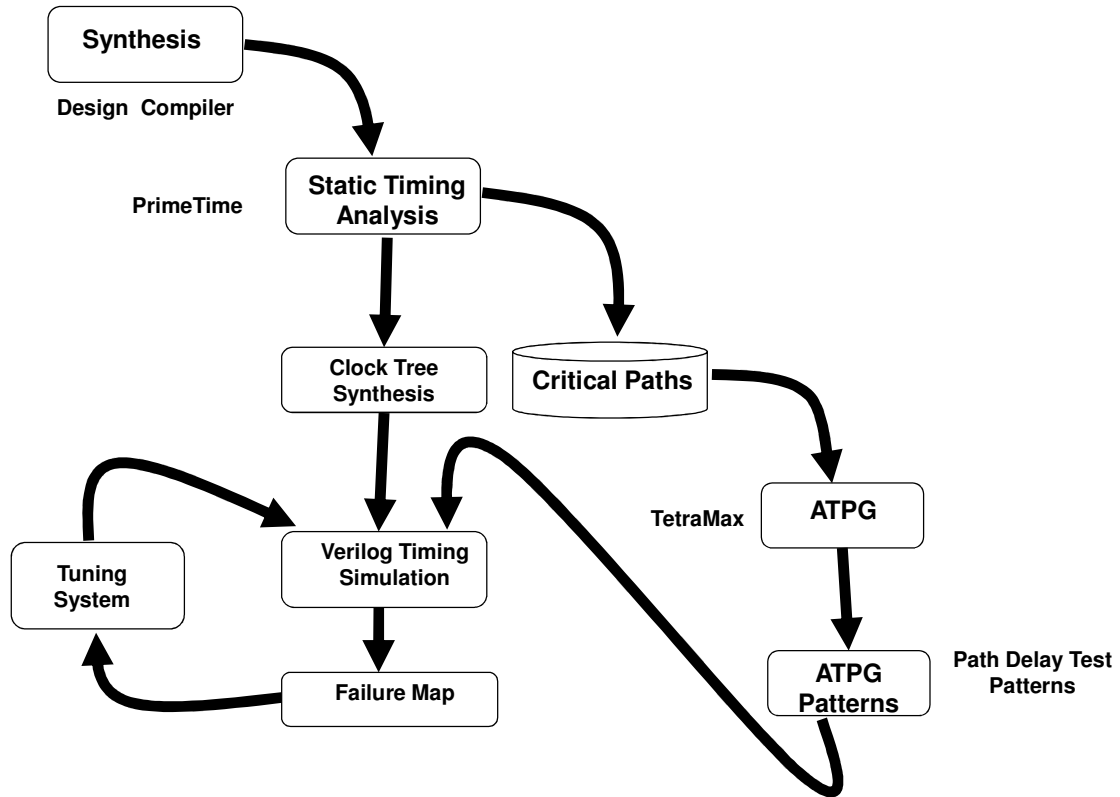 Synthesis
Design Compiler
Static Timing
Analysis
PrimeTime
Clock Tree
Synthesis
Critical Paths
TetraMax
ATPG
Verilog Timing
Simulation
Tuning
System
Failure Map
ATPG
Patterns
Path Delay Test
Patterns